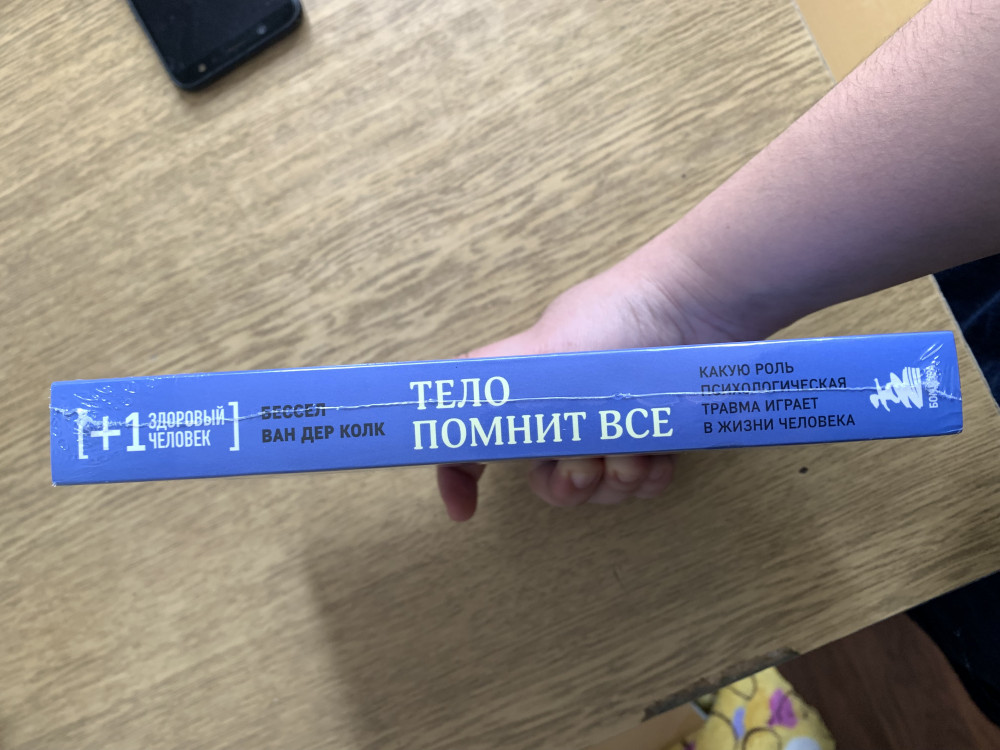 [+1 ЗДОРОВЫЙ
ЧЕЛОВЕК]
БЕССЕЛ
ВАН ДЕР КОЛК
ТЕЛО
ПОМНИТ ВСЕ
КАКУЮ РОЛЬ
ПСИХОЛОГИЧЕСКАЯ
ТРАВМА ИГРАЕТ
В ЖИЗНИ ЧЕЛОВЕКА